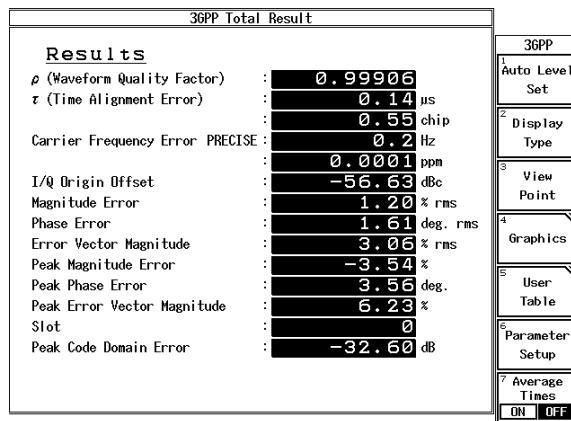 3GPP Total Result
Results
ρ (Waveform Quality Factor) : 0.99906
τ (Time Alignment Error) : 0.14 µs
: 0.55 chip
Carrier Frequency Error PRECISE : 0.2 Hz
: 0.0001 ppm
I/Q Origin Offset : -56.63 dBc
Magnitude Error : 1.20 % rms
Phase Error : 1.61 deg. rms
Error Vector Magnitude : 3.06 % rms
Peak Magnitude Error : -3.54 %
Peak Phase Error : 3.56 deg.
Peak Error Vector Magnitude : 6.23 %
Slot : 0
Peak Code Domain Error : -32.60 dB
3GPP
1 Auto Level
Set
2 Display
Type
3 View
Point
4 Graphics
5 User
Table
6 Parameter
Setup
7 Average
Times
ON OFF